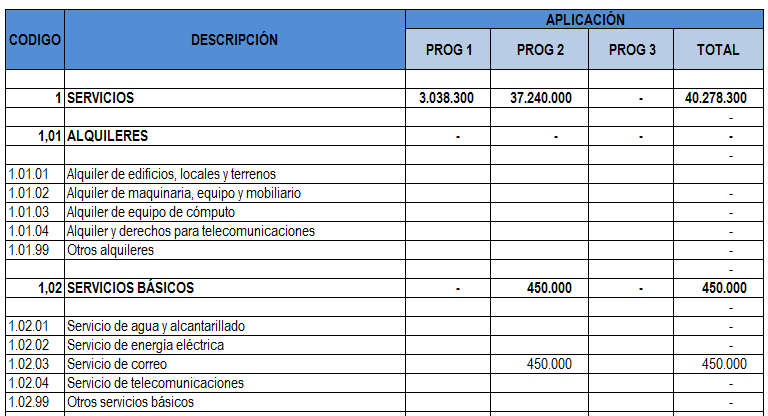 CODIGO DESCRIPCIÓN APLICACIÓN
PROG 1 PROG 2 PROG 3 TOTAL
1 SERVICIOS 3.038.300 37.240.000 - 40.278.300
-
1,01 ALQUILERES - - - -
-
1.01.01 Alquiler de edificios, locales y terrenos
1.01.02 Alquiler de maquinaria, equipo y mobiliario -
1.01.03 Alquiler de equipo de cómputo -
1.01.04 Alquiler y derechos para telecomunicaciones -
1.01.99 Otros alquileres -
-
1,02 SERVICIOS BÁSICOS - 450.000 - 450.000
-
1.02.01 Servicio de agua y alcantarillado -
1.02.02 Servicio de energía eléctrica -
1.02.03 Servicio de correo 450.000 450.000
1.02.04 Servicio de telecomunicaciones -
1.02.99 Otros servicios básicos -